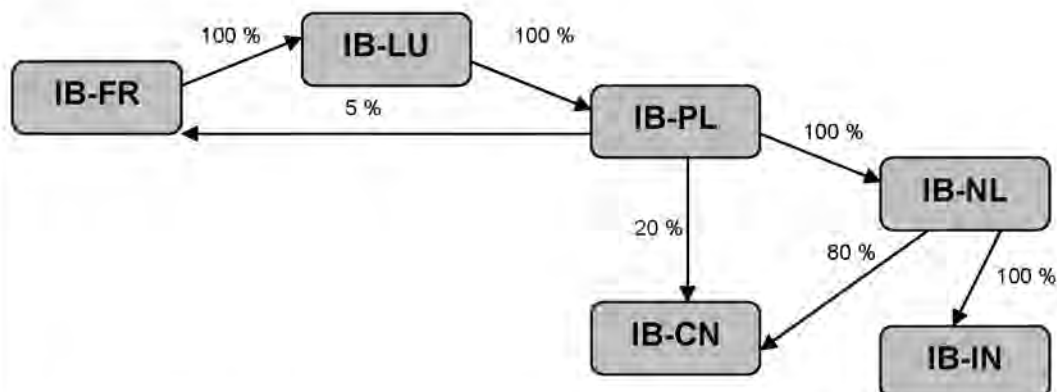 100 %
IB-LU
100 %
IB-FR
5 %
IB-PL
100 %
IB-NL
20 %
80 %
100 %
IB-CN
IB-IN